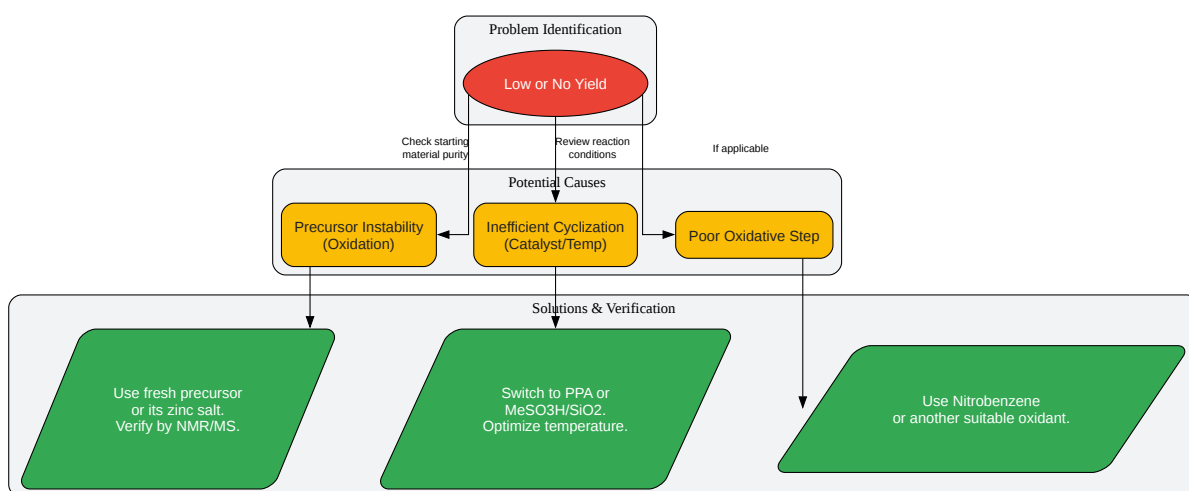 Problem Identification
Low or No Yield
Check starting
material purity
Review reaction
conditions
If applicable
Potential Causes
Precursor Instability
(Oxidation)
Inefficient Cyclization
(Catalyst/Temp)
Poor Oxidative Step
Solutions & Verification
Use fresh precursor
or its zinc salt.
Verify by NMR/MS.
Switch to PPA or
MeSO3H/SiO2.
Optimize temperature.
Use Nitrobenzene
or another suitable oxidant.